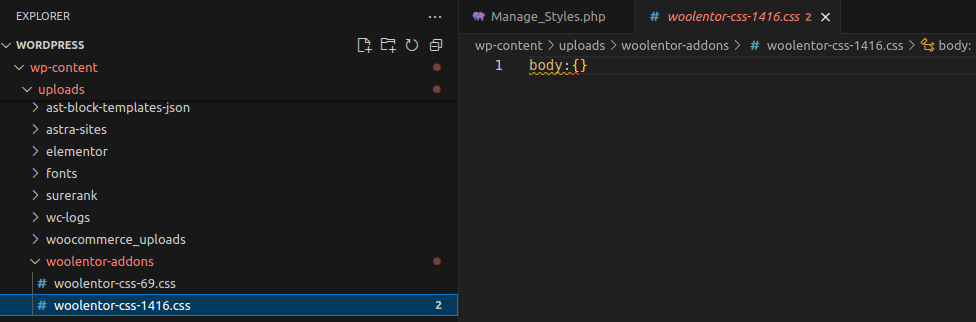 EXPLORER
WORDPRESS
wp-content
uploads
ast-block-templates-json
astra-sites
elementor
fonts
surerank
wc-logs
woocommerce_uploads
woolentor-addons
# woolentor-css-69.css
# woolentor-css-1416.css 2
Manage_Styles.php
# woolentor-css-1416.css 2
wp-content > uploads > woolentor-addons > # woolentor-css-1416.css > body:
1 body:{}